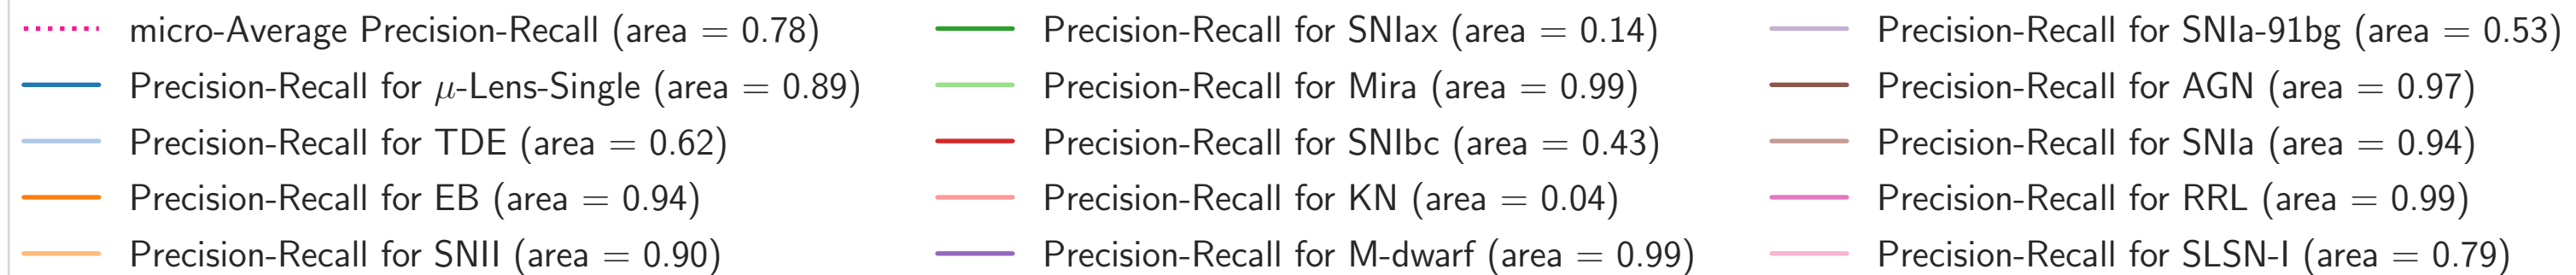 micro-Average Precision-Recall (area = 0.78)
Precision-Recall for μ-Lens-Single (area = 0.89)
Precision-Recall for TDE (area = 0.62)
Precision-Recall for EB (area = 0.94)
Precision-Recall for SNII (area = 0.90)
Precision-Recall for SNIax (area = 0.14)
Precision-Recall for Mira (area = 0.99)
Precision-Recall for SNIbc (area = 0.43)
Precision-Recall for KN (area = 0.04)
Precision-Recall for M-dwarf (area = 0.99)
Precision-Recall for SNIa-91bg (area = 0.53)
Precision-Recall for AGN (area = 0.97)
Precision-Recall for SNIa (area = 0.94)
Precision-Recall for RRL (area = 0.99)
Precision-Recall for SLSN-I (area = 0.79)